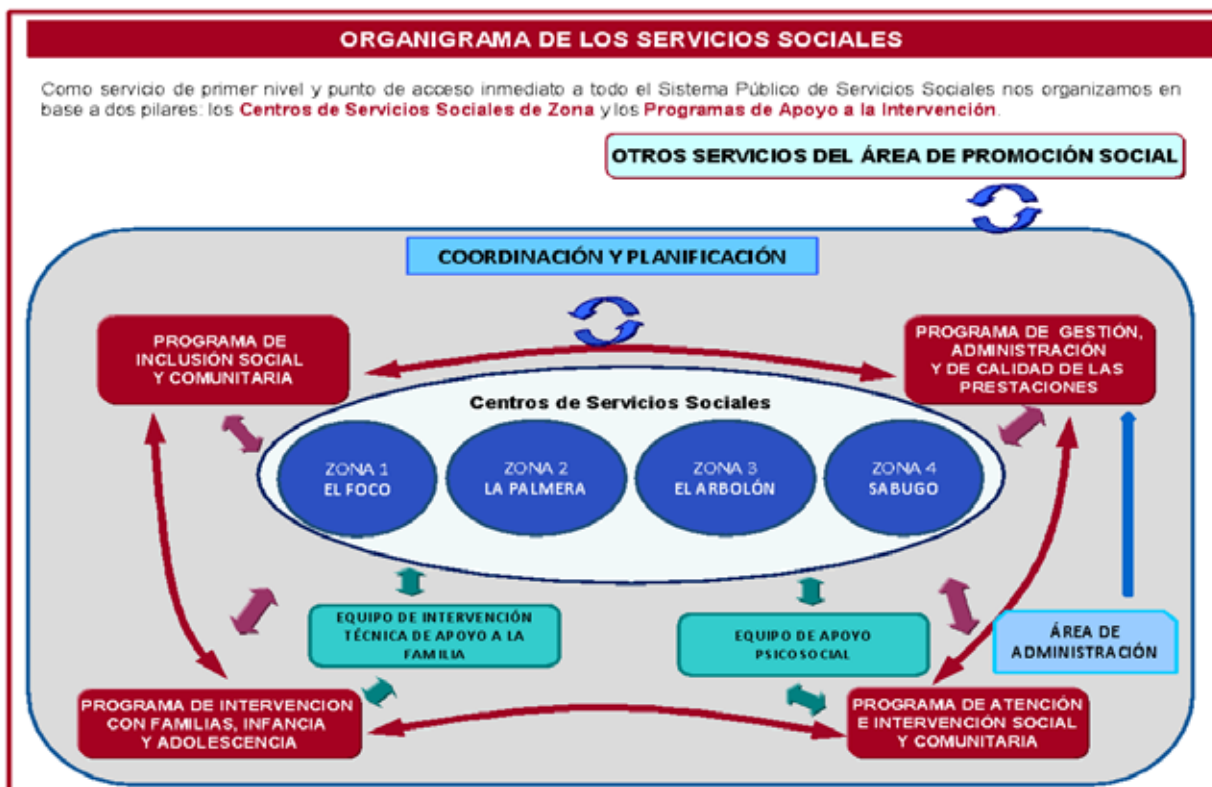 ORGANIGRAMA DE LOS SERVICIOS SOCIALES
Como servicio de primer nivel y punto de acceso inmediato a todo el Sistema Público de Servicios Sociales nos organizamos en
base a dos pilares: los Centros de Servicios Sociales de Zona y los Programas de Apoyo a la Intervención.
OTROS SERVICIOS DEL ÁREA DE PROMOCIÓN SOCIAL
COORDINACIÓN Y PLANIFICACIÓN
PROGRAMA DE
INCLUSIÓN SOCIAL
Y COMUNITARIA
PROGRAMA DE GESTIÓN,
ADMINISTRACIÓN
Y DE CALIDAD DE LAS
PRESTACIONES
Centros de Servicios Sociales
ZONA 1
EL FOCO
ZONA 2
LA PALMERA
ZONA 3
EL ARBOLÓN
ZONA 4
SABUGO
EQUIPO DE INTERVENCIÓN
TÉCNICA DE APOYO A LA
FAMILIA
EQUIPO DE APOYO
PSICOSOCIAL
ÁREA DE
ADMINISTRACIÓN
PROGRAMA DE INTERVENCION
CON FAMILIAS, INFANCIA
Y ADOLESCENCIA
PROGRAMA DE ATENCIÓN
E INTERVENCIÓN SOCIAL
Y COMUNITARIA